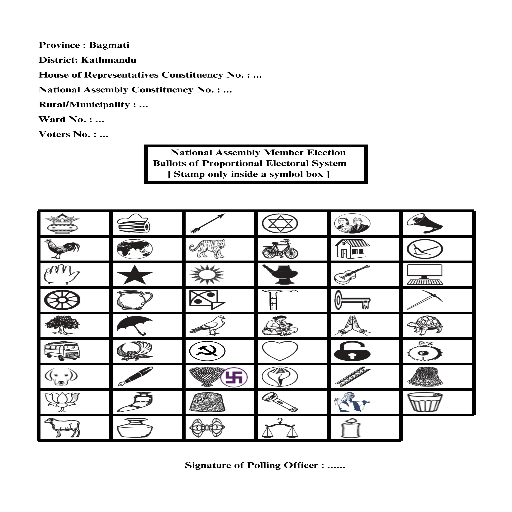 Province : Bagmati
District: Kathmandu
House of Representatives Constituency No. : ...
National Assembly Constituency No. : ...
Rural/Municipality : ...
Ward No. : ...
Voters No. : ...
National Assembly Member Election
Ballots of Proportional Electoral System
[ Stamp only inside a symbol box ]
Signature of Polling Officer : ......